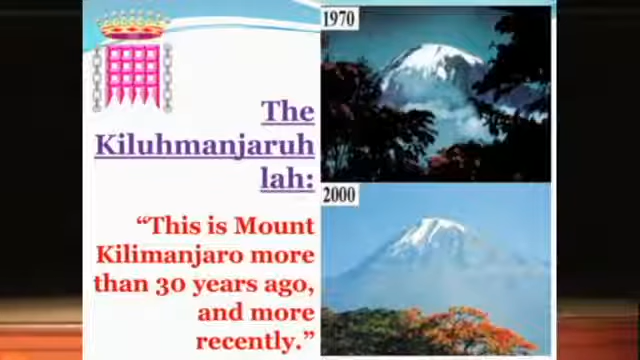 The
Kiluhmanjaruh
lah:
“This is Mount
Kilimanjaro more
than 30 years ago,
and more
recently.”
1970
2000